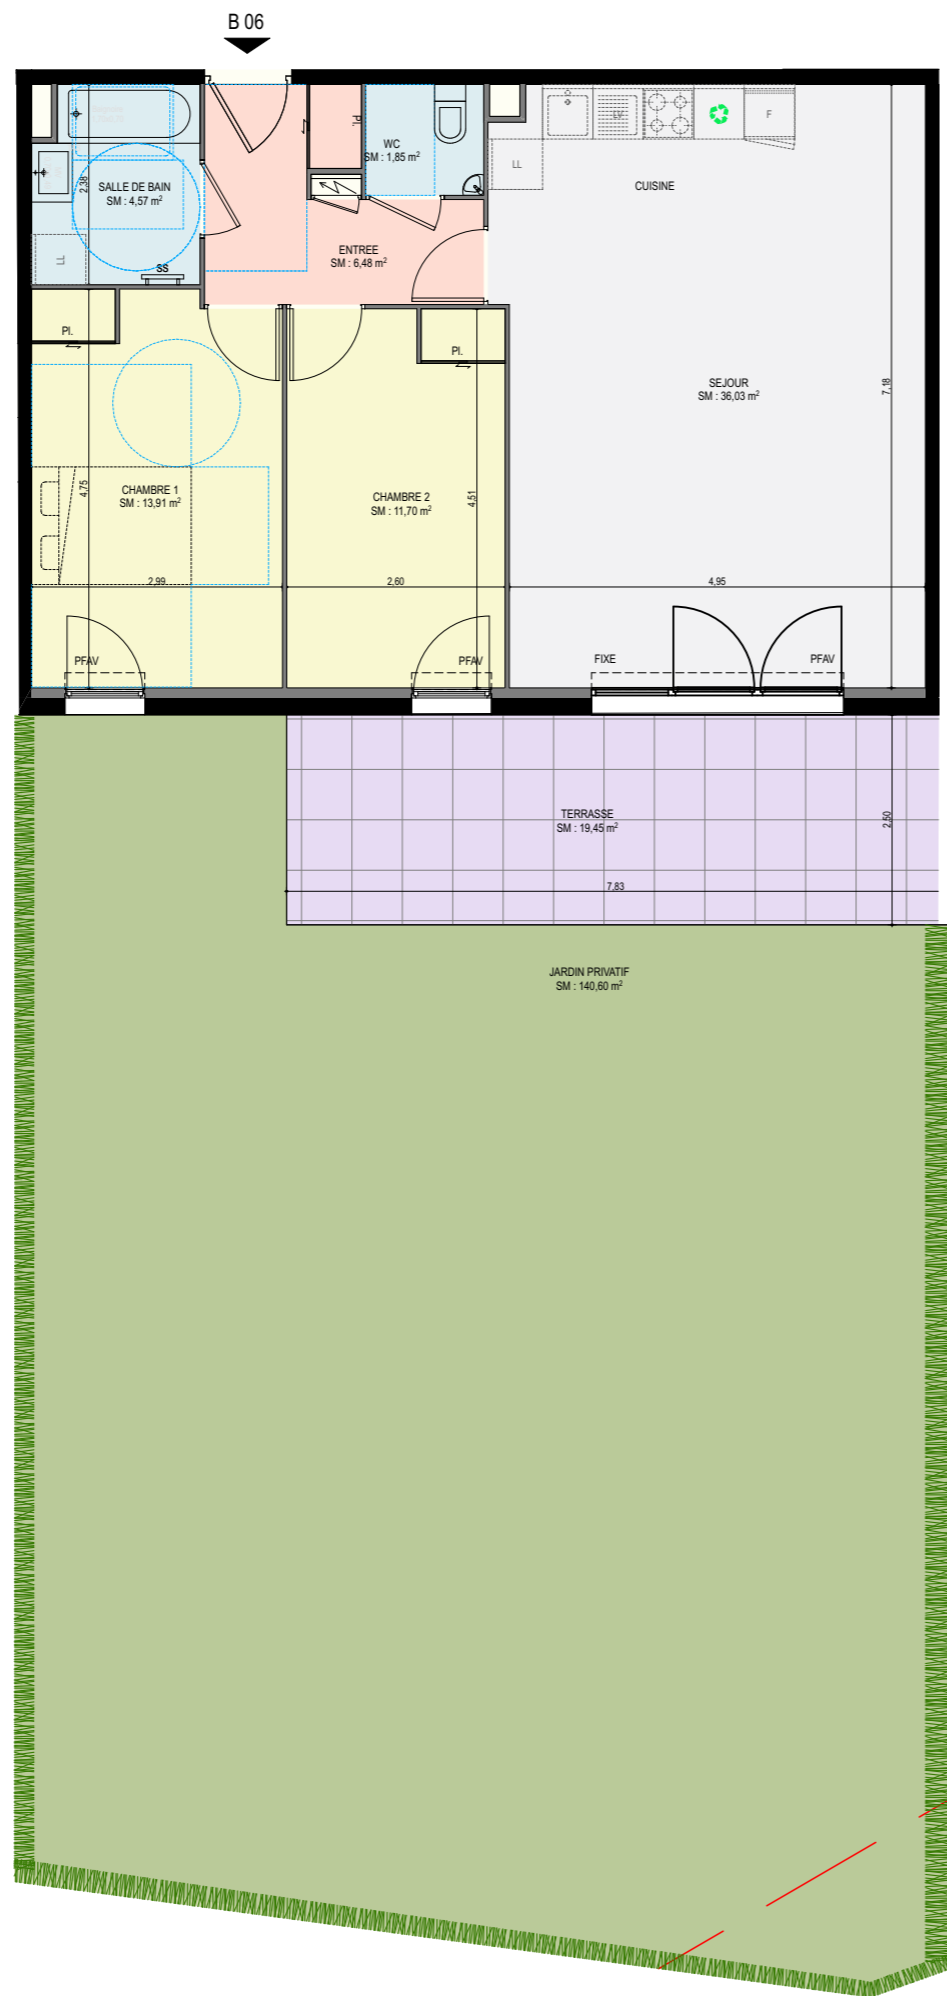 B 06
WC
SM : 1,85 m²
Pl.
LV
F
LL
CUISINE
SALLE DE BAIN
SM : 4,57 m²
2,38
LL
SS
ENTREE
SM : 6,48 m²
Pl.
Pl.
SEJOUR
SM : 36,03 m²
7,18
CHAMBRE 1
SM : 13,91 m²
4,75
CHAMBRE 2
SM : 11,70 m²
4,51
2,99
2,60
4,95
PFAV
PFAV
FIXE
PFAV
TERRASSE
SM : 19,45 m²
2,50
7,83
JARDIN PRIVATIF
SM : 140,60 m²